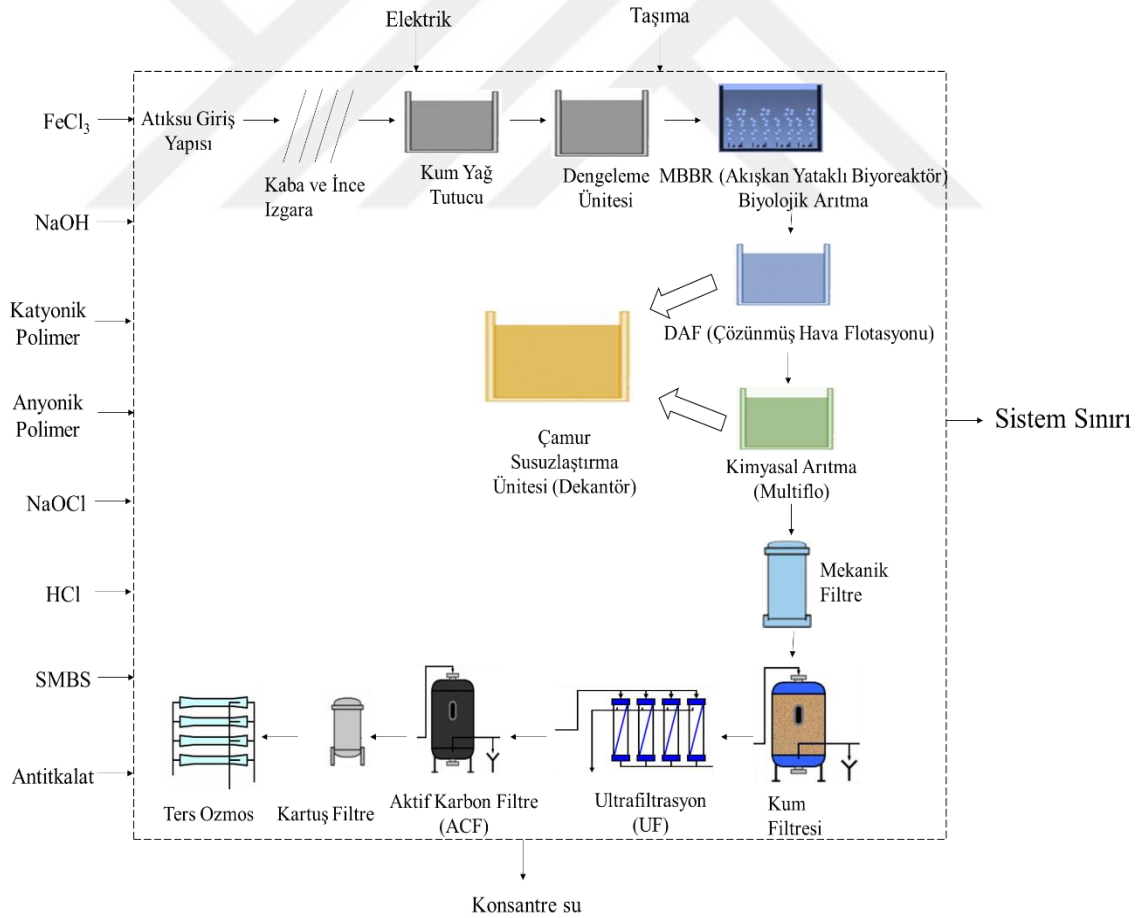 Elektrik
Taşıma
FeCl₃
NaOH
Katyonik
Polimer
Anyonik
Polimer
NaOCl
HCl
SMBS
Antitkalat
Atıksu Giriş
Yapısı
Kaba ve İnce
Izgara
Kum Yağ
Tutucu
Dengeleme
Ünitesi
MBBR (Akışkan Yataklı Biyoreaktör)
Biyolojik Arıtma
DAF (Çözünmüş Hava Flotasyonu)
Çamur
Susuzlaştırma
Ünitesi (Dekantör)
Kimyasal Arıtma
(Multiflo)
Sistem Sınırı
Mekanik
Filtre
Ters Ozmos
Kartuş Filtre
Aktif Karbon Filtre
(ACF)
Ultrafiltrasyon
(UF)
Kum
Filtresi
Konsantre su